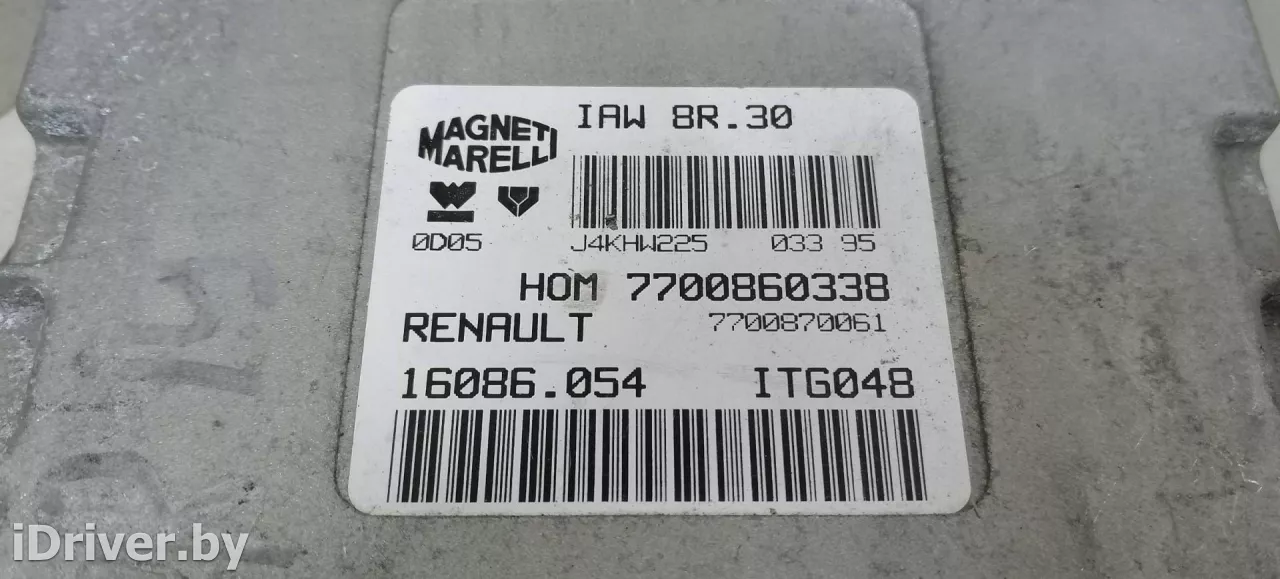 IAW 8R.30
MAGNETI
MARELLI
0D05 J4KHW225 033 95
HOM 7700860338
RENAULT 7700870061
16086.054 ITG048
iDriver.by